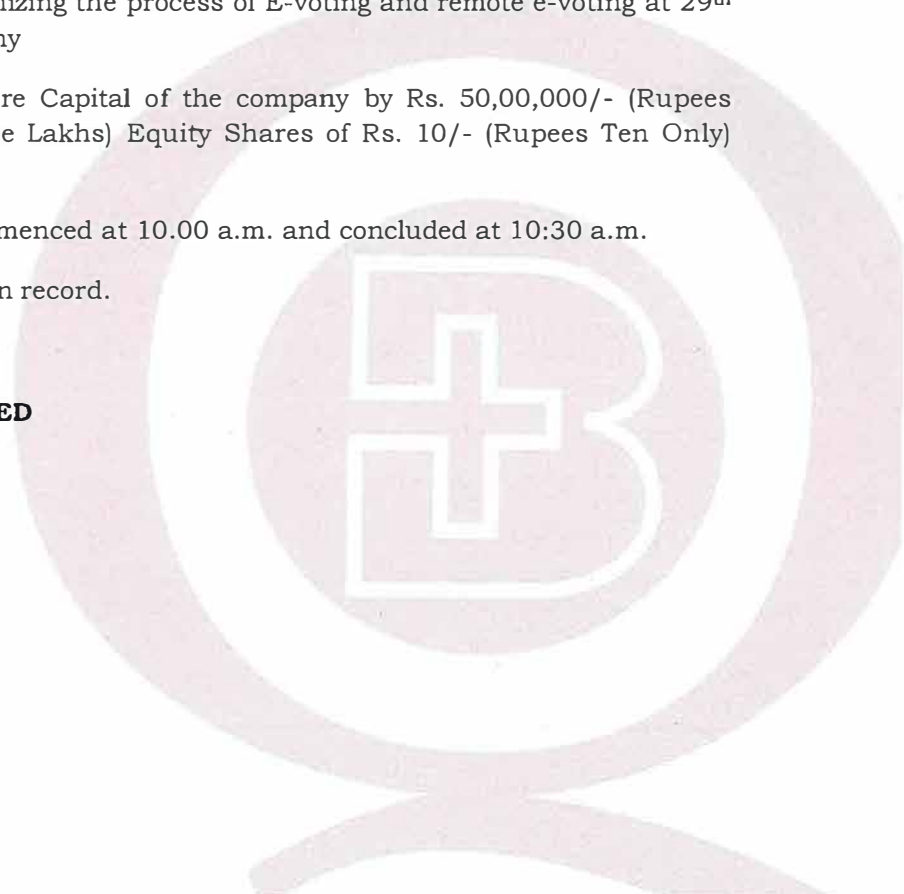 nizing the process of E-voting and remote e-voting at 29th
ny
re Capital of the company by Rs. 50,00,000/- (Rupees
e Lakhs) Equity Shares of Rs. 10/- (Rupees Ten Only)
menced at 10.00 a.m. and concluded at 10:30 a.m.
n record.
ED
B